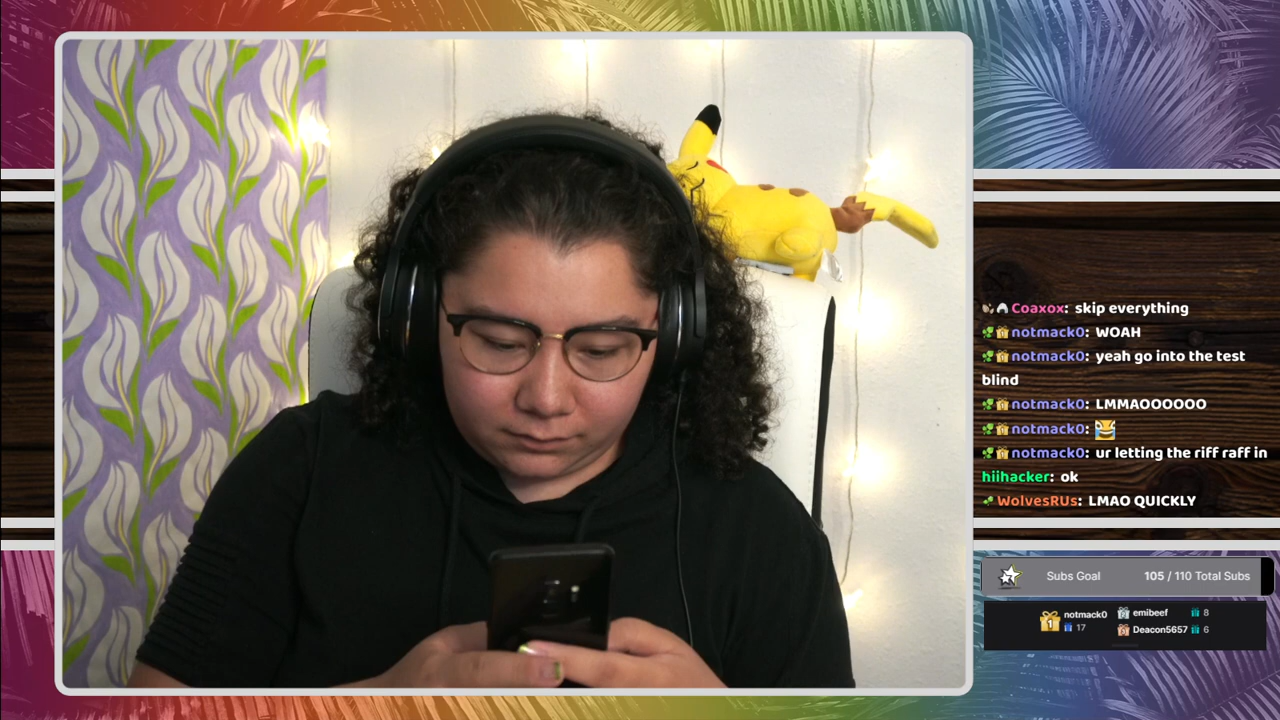 Coaxox: skip everything
notmack0: WOAH
notmack0: yeah go into the test
blind
notmack0: LMMAOOOOOO
notmack0:
notmack0: ur letting the riff raff in
hiihacker: ok
WolvesRUs: LMAO QUICKLY
Subs Goal 105 / 110 Total Subs
1 notmack0 17
emibeef 8
Deacon5657 6